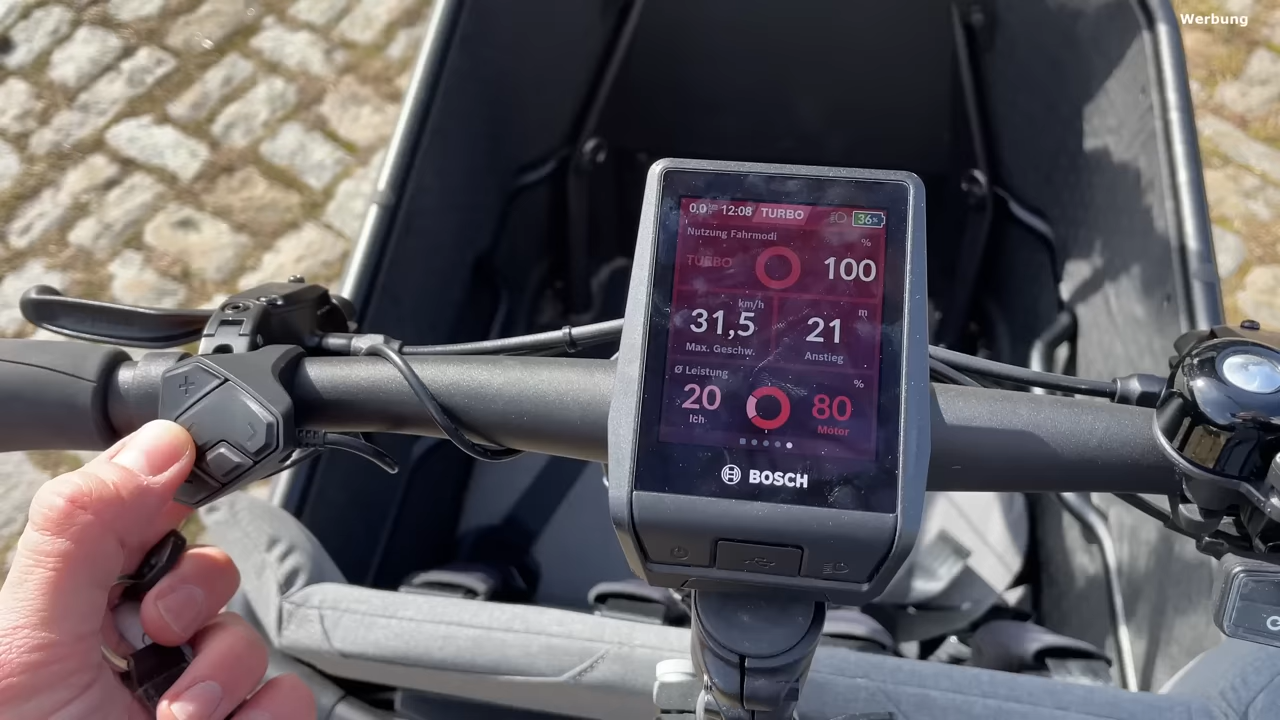 Werbung
0.0 12:08 TURBO 36%
Nutzung Fahrmodi
%
TURBO 100
km/h m
31,5 21
Max. Geschw. Anstieg
Ø Leistung %
20 80
Ich Motor
BOSCH